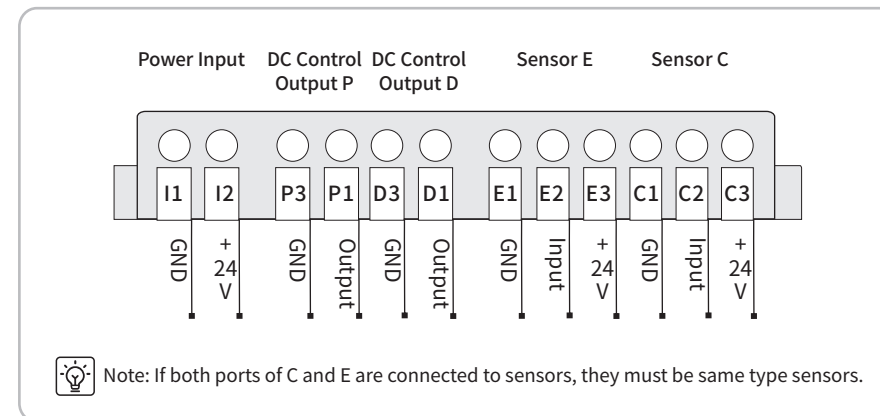 Power Input DC Control DC Control Sensor E Sensor C
Output P Output D
I1 I2 P3 P1 D3 D1 E1 E2 E3 C1 C2 C3
GND + 24 V GND Output GND Output GND Input + 24 V GND Input + 24 V
Note: If both ports of C and E are connected to sensors, they must be same type sensors.